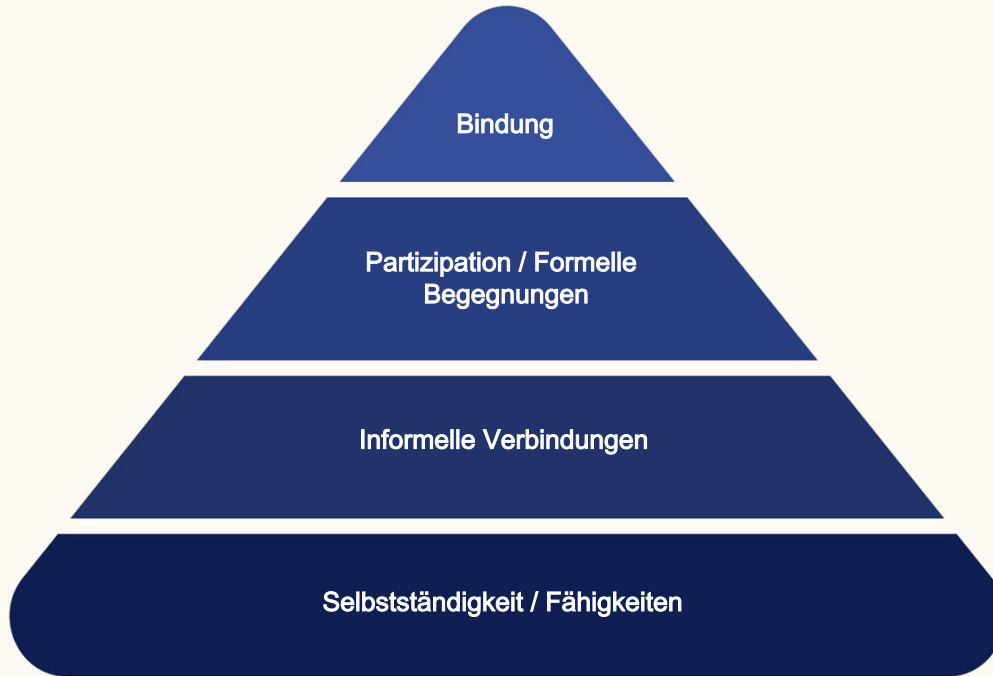 Bindung
Partizipation / Formelle
Begegnungen
Informelle Verbindungen
Selbstständigkeit / Fähigkeiten